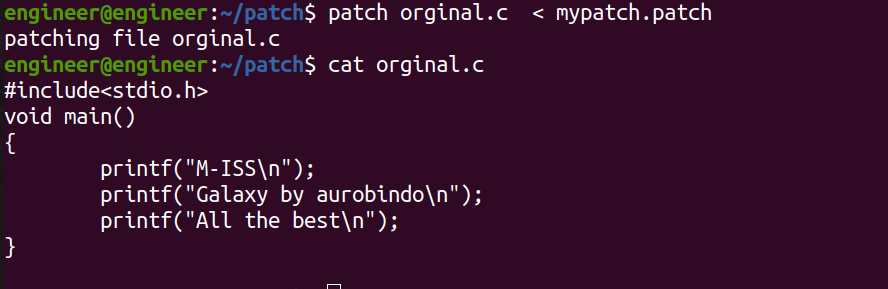 engineer@engineer:~/patch$ patch orginal.c  < mypatch.patch
patching file orginal.c
engineer@engineer:~/patch$ cat orginal.c
#include<stdio.h>
void main()
{
        printf("M-ISS\n");
        printf("Galaxy by aurobindo\n");
        printf("All the best\n");
}